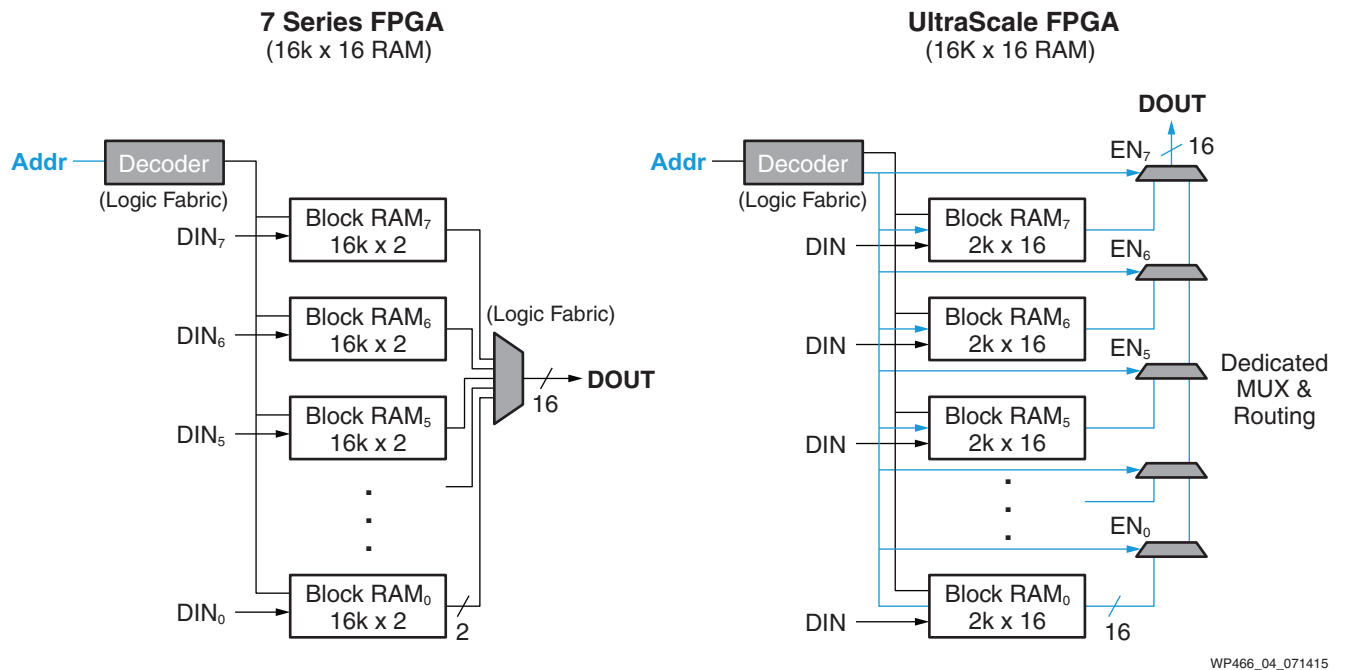 7 Series FPGA
(16k x 16 RAM)
Addr
Decoder
(Logic Fabric)
DIN₇
Block RAM₇
16k x 2
DIN₆
Block RAM₆
16k x 2
(Logic Fabric)
DOUT
16
DIN₅
Block RAM₅
16k x 2
.
.
.
DIN₀
Block RAM₀
16k x 2
2
UltraScale FPGA
(16K x 16 RAM)
DOUT
16
EN₇
Addr
Decoder
(Logic Fabric)
DIN
Block RAM₇
2k x 16
EN₆
DIN
Block RAM₆
2k x 16
EN₅
Dedicated
MUX &
Routing
DIN
Block RAM₅
2k x 16
.
.
.
EN₀
DIN
Block RAM₀
2k x 16
16
WP466_04_071415